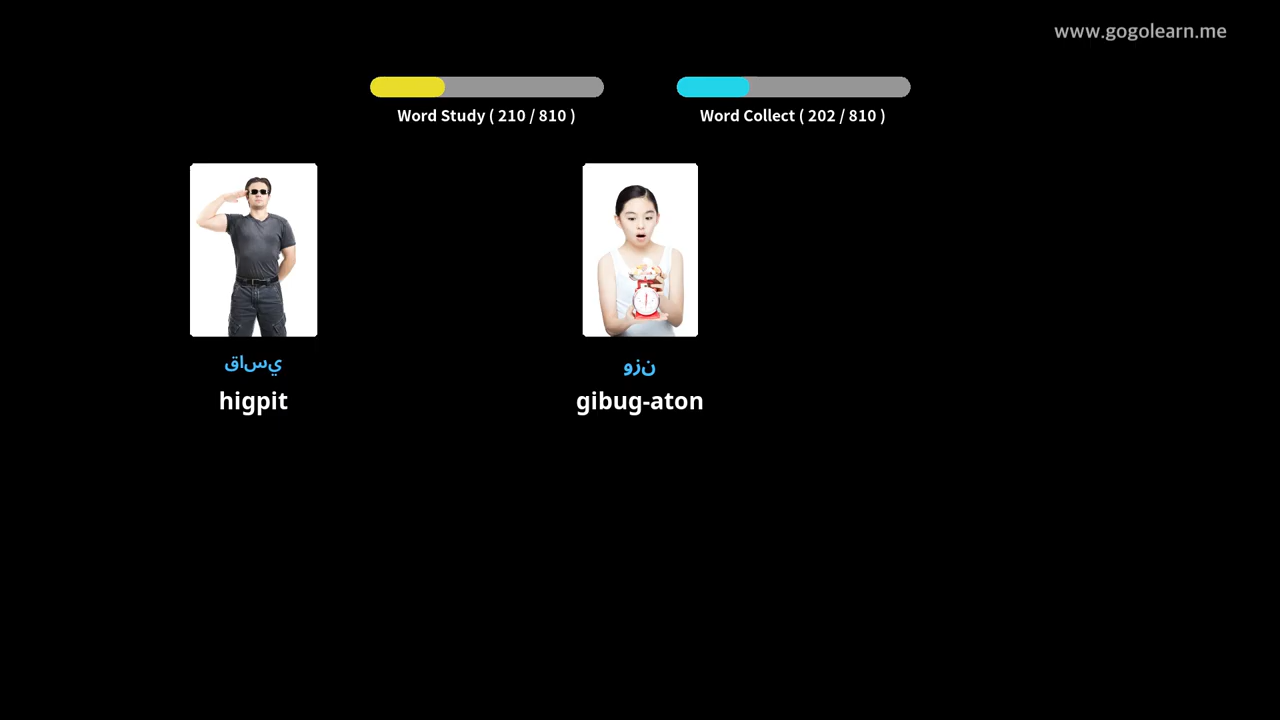 www.gogolearn.me
Word Study ( 210 / 810 )
Word Collect ( 202 / 810 )
قاسي
higpit
وزن
gibug-aton